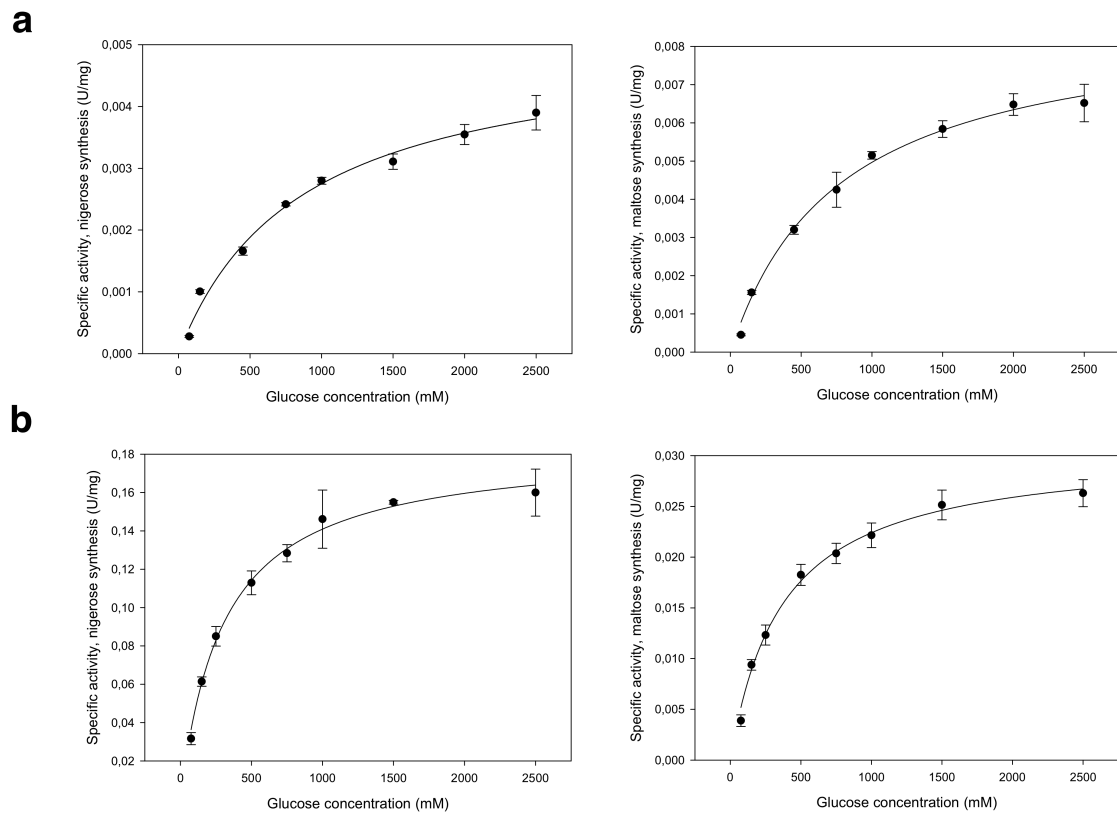 a
Specific activity, nigerose synthesis (U/mg)
0,005
0,004
0,003
0,002
0,001
0,000
0 500 1000 1500 2000 2500
Glucose concentration (mM)
Specific activity, maltose synthesis (U/mg)
0,008
0,007
0,006
0,005
0,004
0,003
0,002
0,001
0,000
0 500 1000 1500 2000 2500
Glucose concentration (mM)
b
Specific activity, nigerose synthesis (U/mg)
0,18
0,16
0,14
0,12
0,10
0,08
0,06
0,04
0,02
0 500 1000 1500 2000 2500
Glucose concentration (mM)
Specific activity, maltose synthesis (U/mg)
0,030
0,025
0,020
0,015
0,010
0,005
0,000
0 500 1000 1500 2000 2500
Glucose concentration (mM)